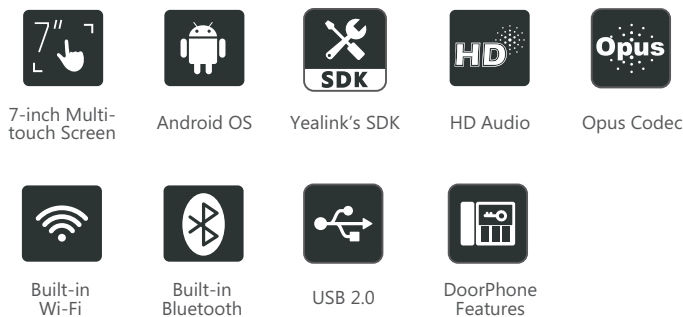 7"
SDK
HD
Opus
7-inch Multi-
touch Screen
Android OS
Yealink's SDK
HD Audio
Opus Codec
Built-in
Wi-Fi
Built-in
Bluetooth
USB 2.0
DoorPhone
Features